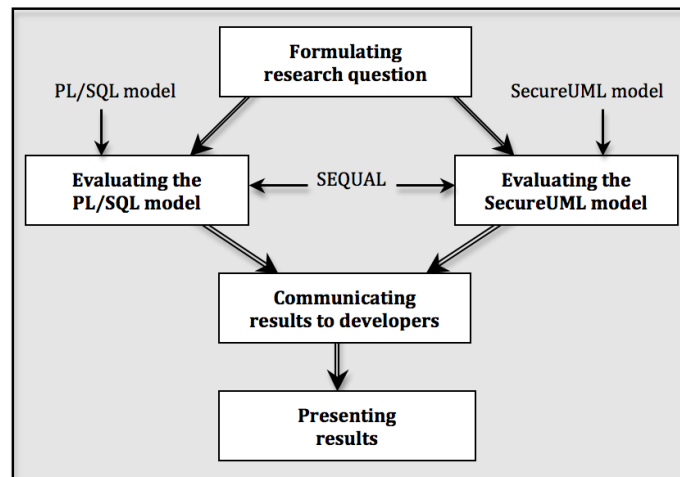 Formulating
research question
PL/SQL model
SecureUML model
Evaluating the
PL/SQL model
SEQUAL
Evaluating the
SecureUML model
Communicating
results to developers
Presenting
results